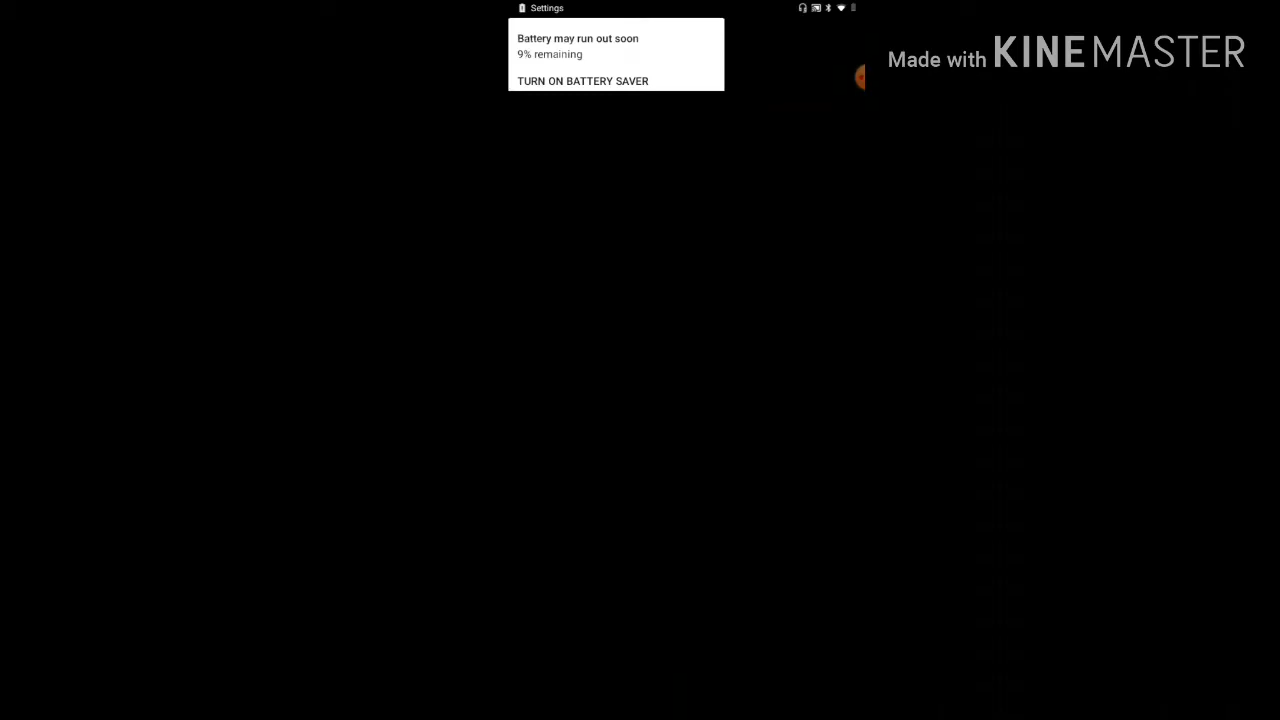 Settings
Battery may run out soon
9% remaining
TURN ON BATTERY SAVER
Made with KINEMASTER